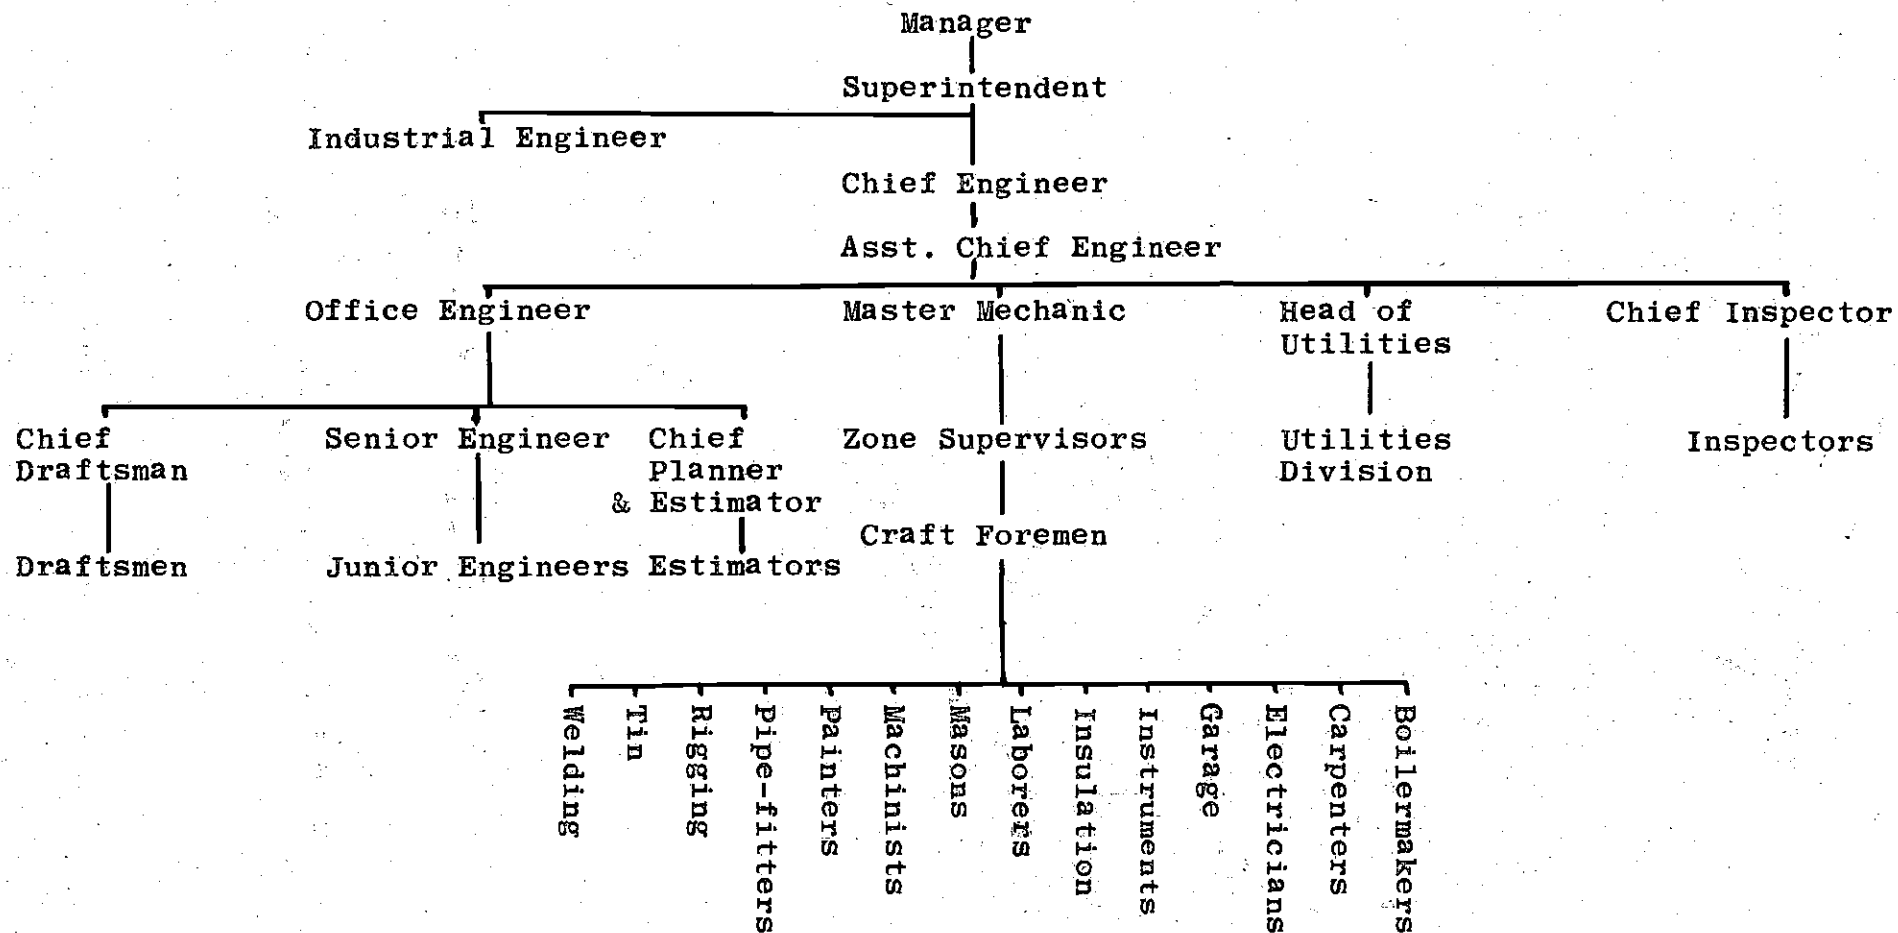 Manager
Superintendent
Industrial Engineer
Chief Engineer
Asst. Chief Engineer
Office Engineer
Master Mechanic
Head of
Utilities
Chief Inspector
Chief
Draftsman
Senior Engineer
Chief
Planner
& Estimator
Zone Supervisors
Utilities
Division
Inspectors
Craft Foremen
Draftsmen
Junior Engineers
Estimators
Welding
Tin
Rigging
Pipe-fitters
Painters
Machinists
Masons
Laborers
Insulation
Instruments
Garage
Electricians
Carpenters
Boilermakers